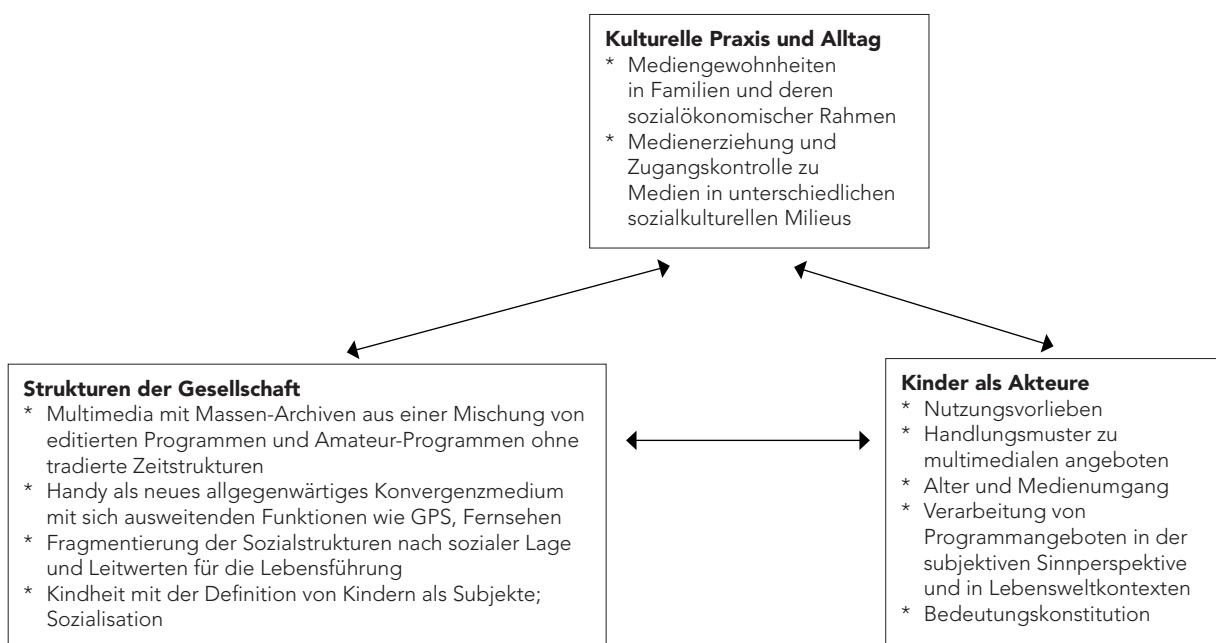 Kulturelle Praxis und Alltag
* Mediengewohnheiten
in Familien und deren
sozialökonomischer Rahmen
* Medienerziehung und
Zugangskontrolle zu
Medien in unterschiedlichen
sozialkulturellen Milieus
Strukturen der Gesellschaft
* Multimedia mit Massen-Archiven aus einer Mischung von
editierten Programmen und Amateur-Programmen ohne
tradierte Zeitstrukturen
* Handy als neues allgegenwärtiges Konvergenzmedium
mit sich ausweitenden Funktionen wie GPS, Fernsehen
* Fragmentierung der Sozialstrukturen nach sozialer Lage
und Leitwerten für die Lebensführung
* Kindheit mit der Definition von Kindern als Subjekte;
Sozialisation
Kinder als Akteure
* Nutzungsvorlieben
* Handlungsmuster zu
multimedialen angeboten
* Alter und Medienumgang
* Verarbeitung von
Programmangeboten in der
subjektiven Sinnperspektive
und in Lebensweltkontexten
* Bedeutungskonstitution